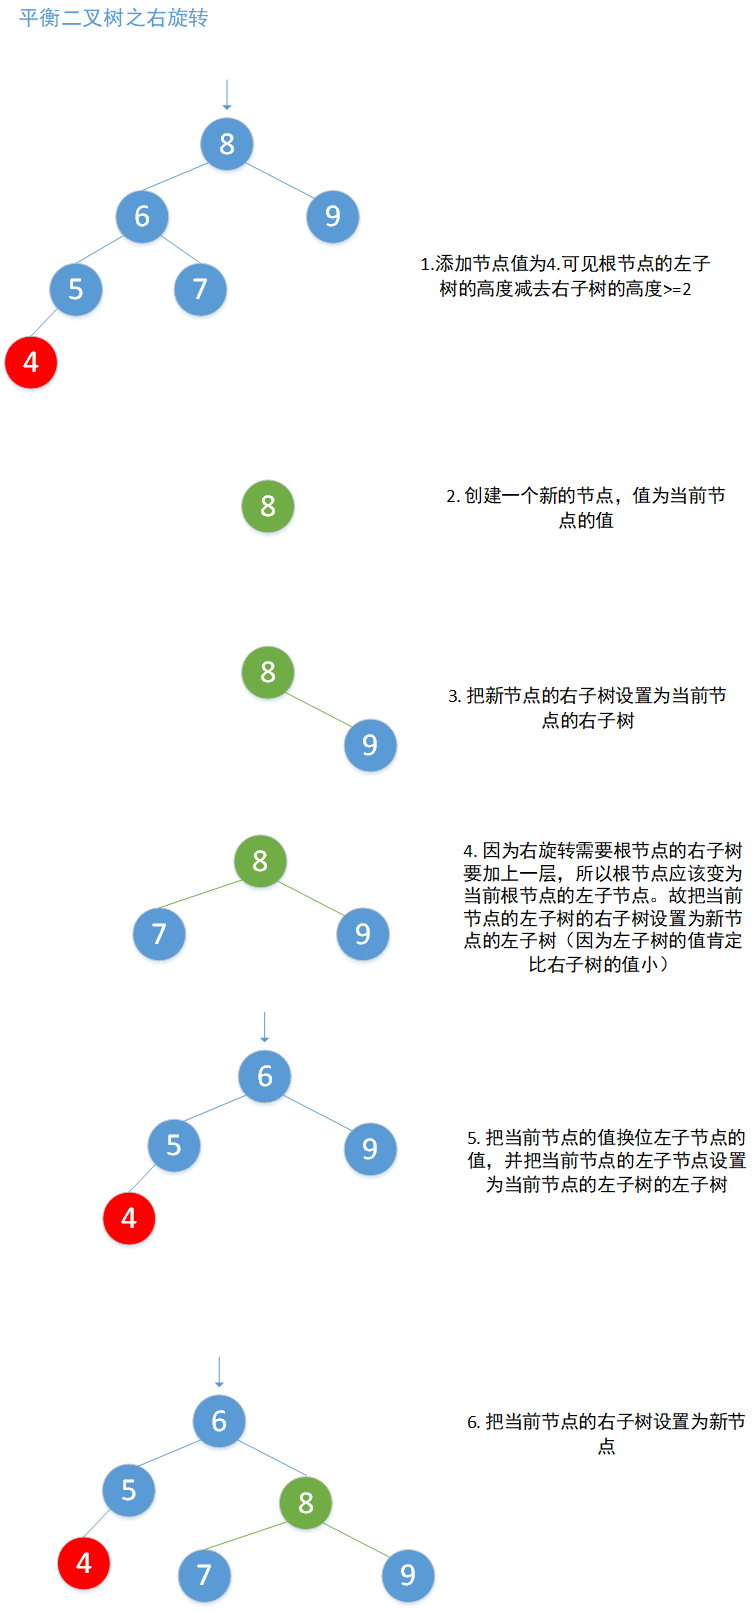 平衡二叉树之右旋转
8
6
9
5
7
4
1.添加节点值为4.可见根节点的左子
树的高度减去右子树的高度>=2
8
2. 创建一个新的节点，值为当前节
点的值
8
9
3. 把新节点的右子树设置为当前节
点的右子树
8
7
9
4. 因为右旋转需要根节点的右子树
要加上一层，所以根节点应该变为
当前根节点的左子节点。故把当前
节点的左子树的右子树设置为新节
点的左子树（因为左子树的值肯定
比右子树的值小）
6
5
9
4
5. 把当前节点的值换位左子节点的
值，并把当前节点的左子节点设置
为当前节点的左子树的左子树
6
5
8
4
7
9
6. 把当前节点的右子树设置为新节
点